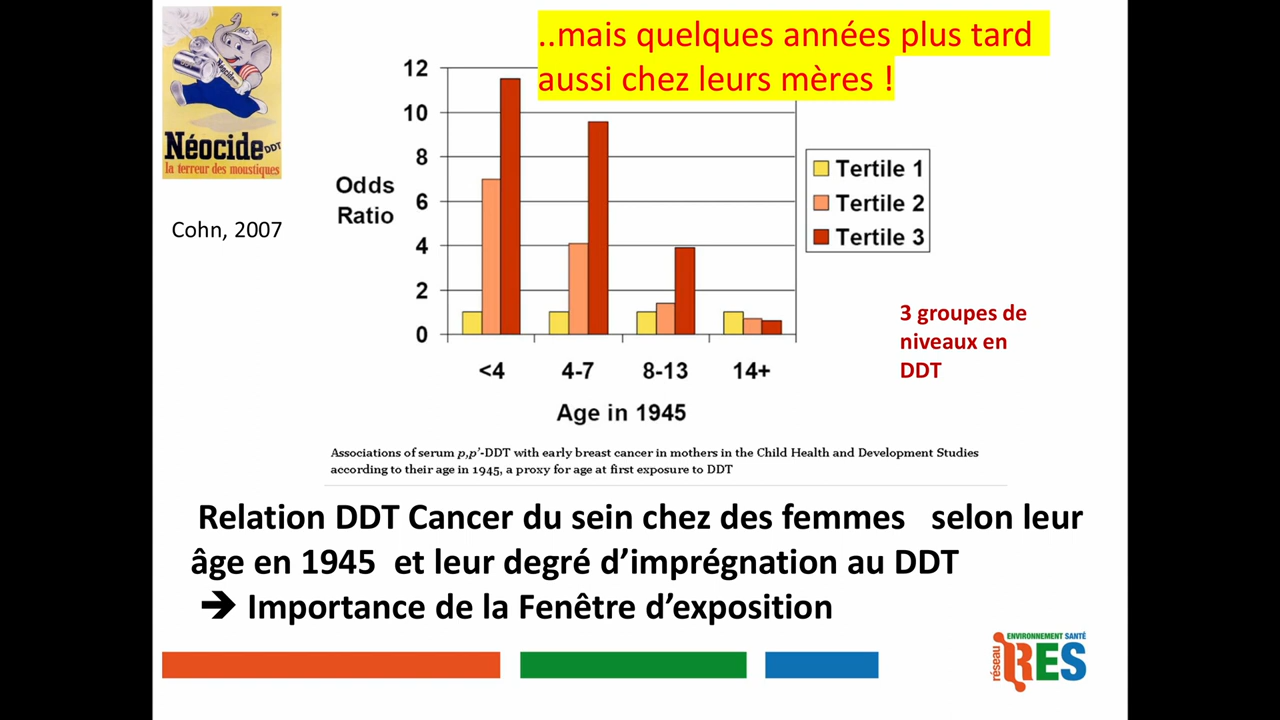 ..mais quelques années plus tard
aussi chez leurs mères !
Néocide DDT
la terreur des moustiques
Cohn, 2007
12
10
8
6
4
2
0
Odds
Ratio
<4
4-7
8-13
14+
Age in 1945
Tertile 1
Tertile 2
Tertile 3
3 groupes de
niveaux en
DDT
Associations of serum p,p’-DDT with early breast cancer in mothers in the Child Health and Development Studies
according to their age in 1945, a proxy for age at first exposure to DDT
Relation DDT Cancer du sein chez des femmes selon leur
âge en 1945 et leur degré d’imprégnation au DDT
➔ Importance de la Fenêtre d’exposition
ENVIRONNEMENT SANTÉ
réseau
RES